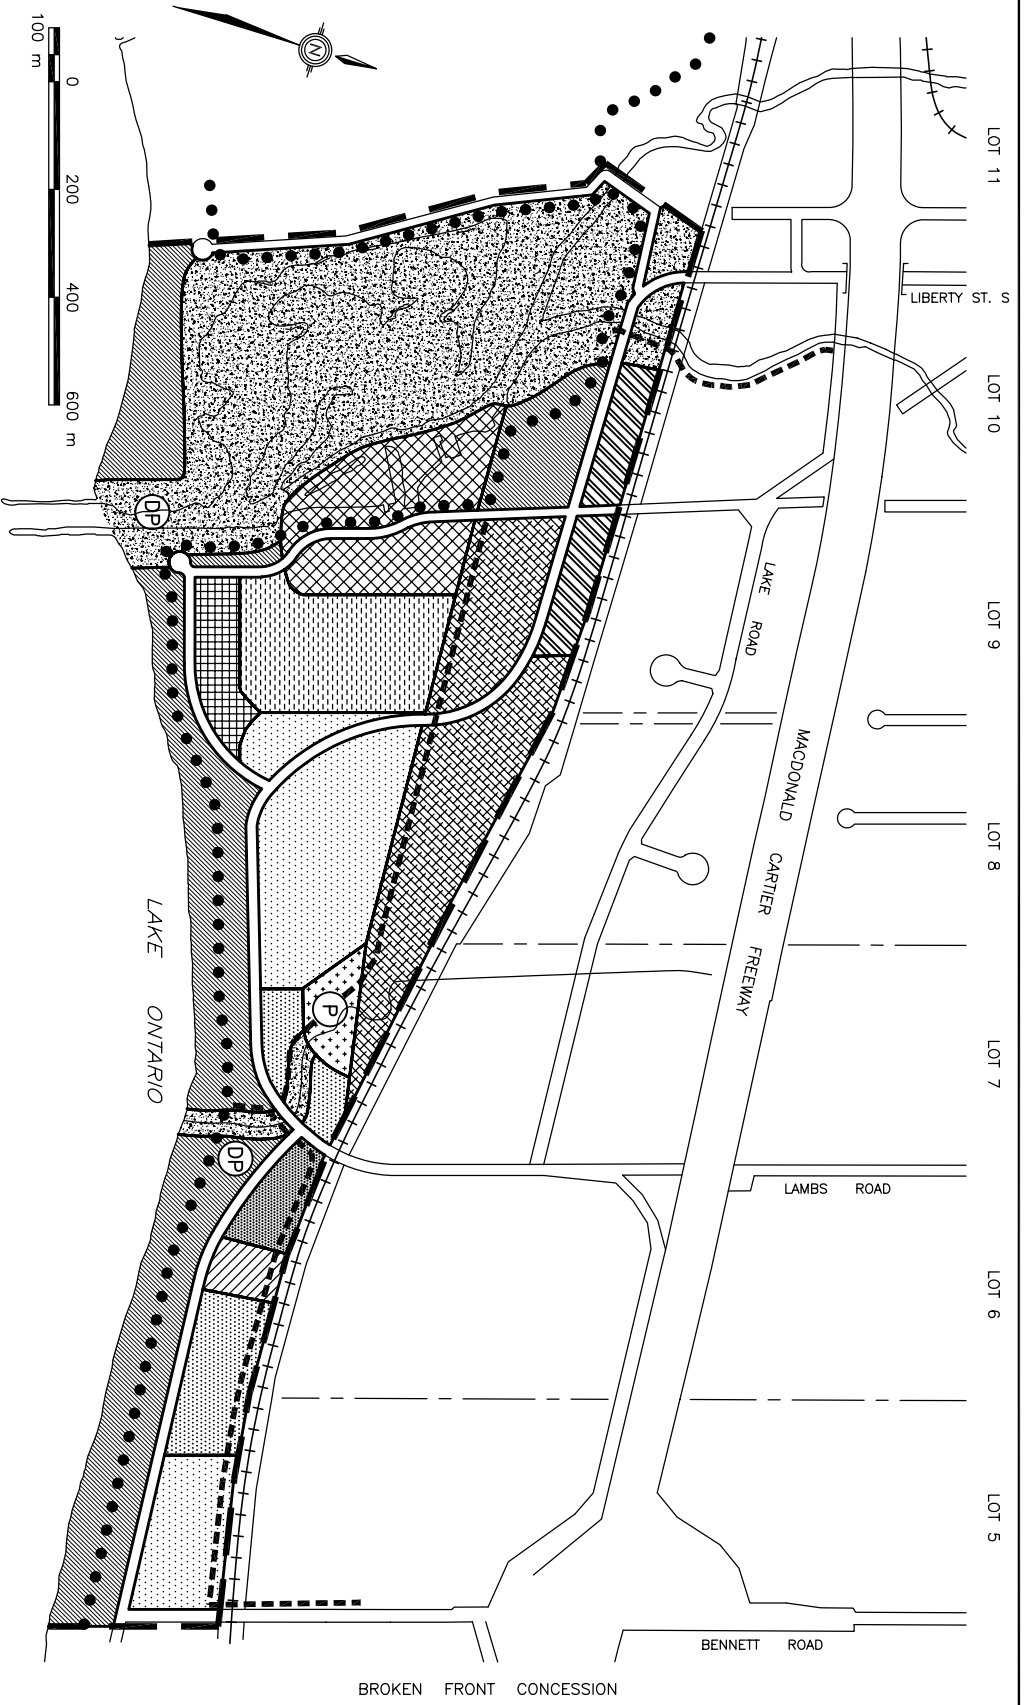 100 m 0 200 400 600 m
N
LOT 11
LIBERTY ST. S
LOT 10
LOT 9
LOT 8
LOT 7
LOT 6
LOT 5
LAKE ROAD
MACDONALD CARTIER FREEWAY
LAMBS ROAD
BENNETT ROAD
DP
P
DP
LAKE ONTARIO
BROKEN FRONT CONCESSION